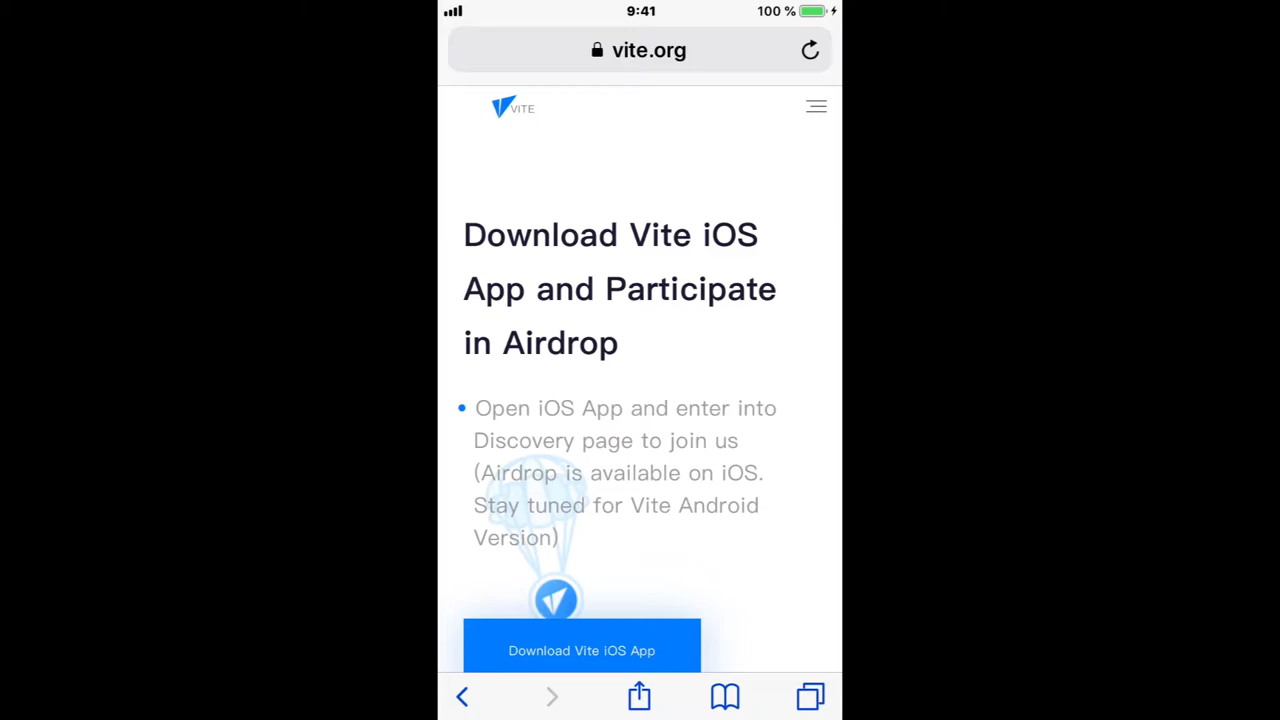 9:41
100 %
vite.org
VITE
Download Vite iOS
App and Participate
in Airdrop
Open iOS App and enter into
Discovery page to join us
(Airdrop is available on iOS.
Stay tuned for Vite Android
Version)
Download Vite iOS App